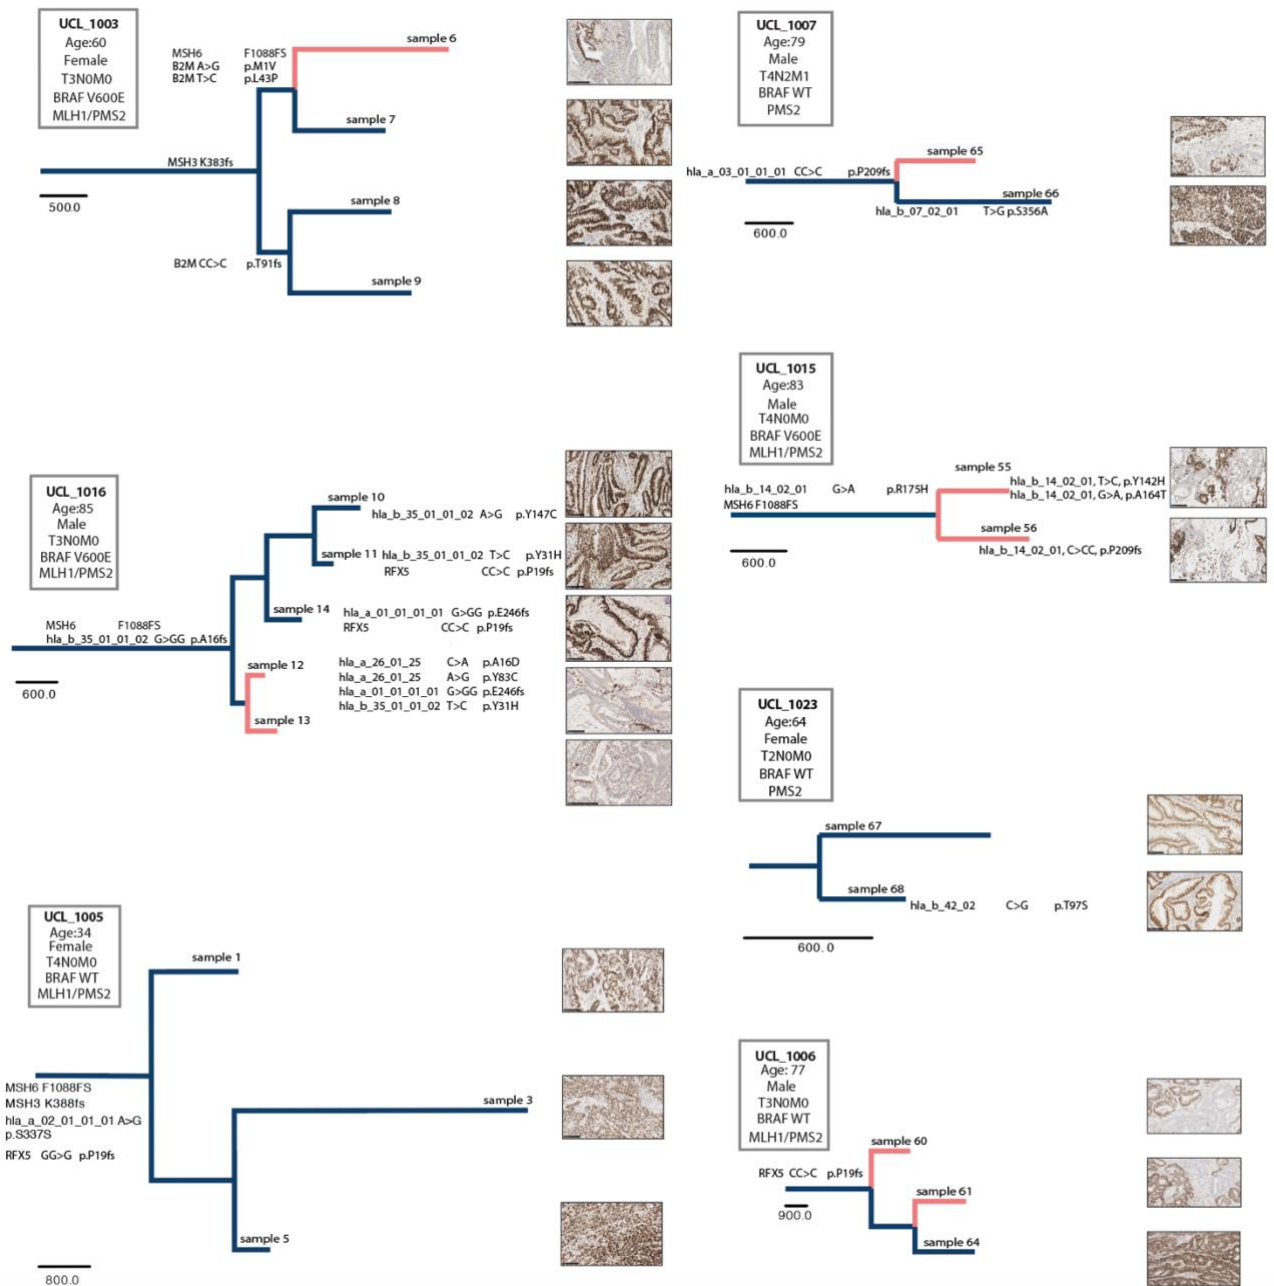 UCL_1003
Age:60
Female
T3N0M0
BRAF V600E
MLH1/PMS2
MSH6 F1088FS
B2M A>G p.M1V
B2M T>C p.L43P
sample 6
sample 7
MSH3 K383fs
500.0
sample 8
B2M CC>C p.T91fs
sample 9
UCL_1007
Age:79
Male
T4N2M1
BRAF WT
PMS2
sample 65
hla_a_03_01_01_01 CC>C p.P209fs
sample 66
hla_b_07_02_01 T>G p.S356A
600.0
UCL_1016
Age:85
Male
T3N0M0
BRAF V600E
MLH1/PMS2
sample 10
hla_b_35_01_01_02 A>G p.Y147C
sample 11 hla_b_35_01_01_02 T>C p.Y31H
RFX5 CC>C p.P19fs
sample 14 hla_a_01_01_01_01 G>GG p.E246fs
RFX5 CC>C p.P19fs
MSH6 F1088FS
hla_b_35_01_01_02 G>GG p.A16fs
600.0
sample 12
hla_a_26_01_25 C>A p.A16D
hla_a_26_01_25 A>G p.Y83C
hla_a_01_01_01_01 G>GG p.E246fs
hla_b_35_01_01_02 T>C p.Y31H
sample 13
UCL_1015
Age:83
Male
T4N0M0
BRAF V600E
MLH1/PMS2
sample 55
hla_b_14_02_01, T>C, p.Y142H
hla_b_14_02_01, G>A, p.A164T
hla_b_14_02_01 G>A p.R175H
MSH6 F1088FS
sample 56
hla_b_14_02_01, C>CC, p.P209fs
600.0
UCL_1023
Age:64
Female
T2N0M0
BRAF WT
PMS2
sample 67
sample 68
hla_b_42_02 C>G p.T97S
600.0
UCL_1005
Age:34
Female
T4N0M0
BRAF WT
MLH1/PMS2
sample 1
MSH6 F1088FS
MSH3 K388fs
hla_a_02_01_01_01 A>G
p.S337S
RFX5 GG>G p.P19fs
sample 3
sample 5
800.0
UCL_1006
Age: 77
Male
T3N0M0
BRAF WT
MLH1/PMS2
sample 60
RFX5 CC>C p.P19fs
sample 61
900.0
sample 64